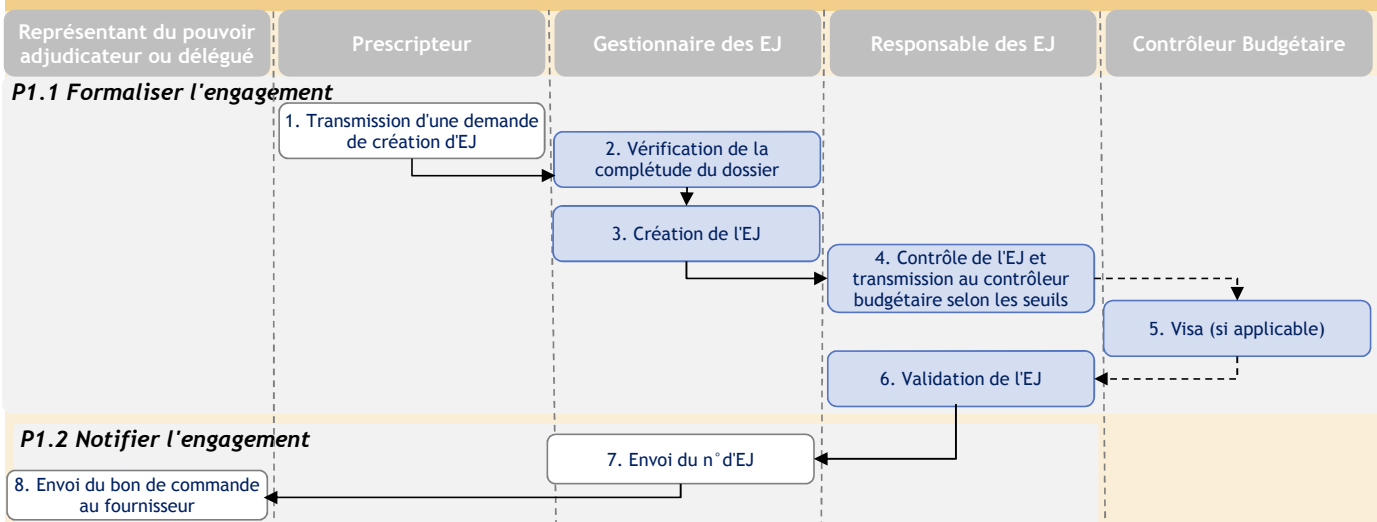 Représentant du pouvoir
adjudicateur ou délégué
Prescripteur
Gestionnaire des EJ
Responsable des EJ
Contrôleur Budgétaire
P1.1 Formaliser l'engagement
1. Transmission d'une demande
de création d'EJ
2. Vérification de la
complétude du dossier
3. Création de l'EJ
4. Contrôle de l'EJ et
transmission au contrôleur
budgétaire selon les seuils
5. Visa (si applicable)
6. Validation de l'EJ
P1.2 Notifier l'engagement
7. Envoi du n°d'EJ
8. Envoi du bon de commande
au fournisseur